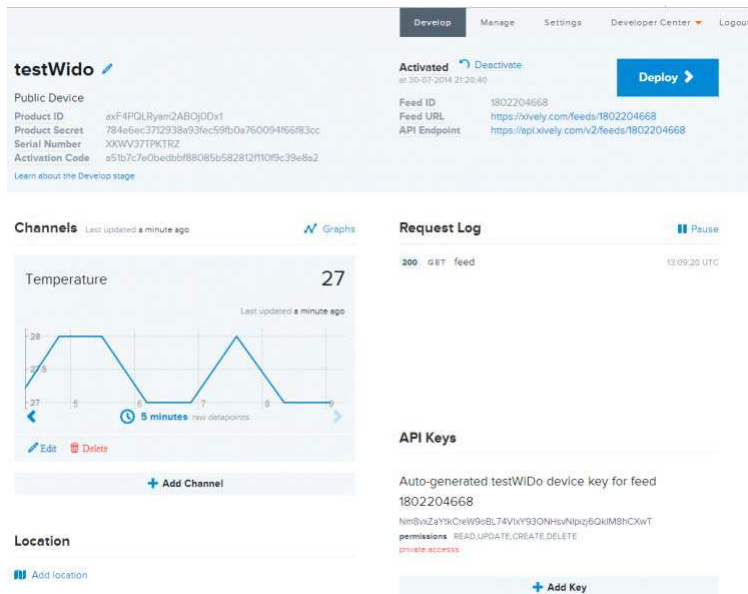 Develop Manage Settings Developer Center Logout
testWido
Public Device
Product ID axF4PQLRyam2ABOj0Dx1
Product Secret 784e6ec3712938a93fec59fb0a760094f66f83cc
Serial Number XKWV37TPKTRZ
Activation Code a51b7c7e0bedbbf88085b582812f110f9c39e8a2
Learn about the Develop stage
Activated Deactivate
at 30-07-2014 21:20:40
Deploy
Feed ID 1802204668
Feed URL https://xively.com/feeds/1802204668
API Endpoint https://api.xively.com/v2/feeds/1802204668
Channels Last updated a minute ago Graphs
Temperature 27
Last updated a minute ago
28
27.5
27
5 6 7 8 9
5 minutes raw datapoints
Edit Delete
Add Channel
Location
Add location
Request Log Pause
200 GET feed 13:09:20 UTC
API Keys
Auto-generated testWiDo device key for feed
1802204668
permissions READ,UPDATE,CREATE,DELETE
private accesss
Add Key